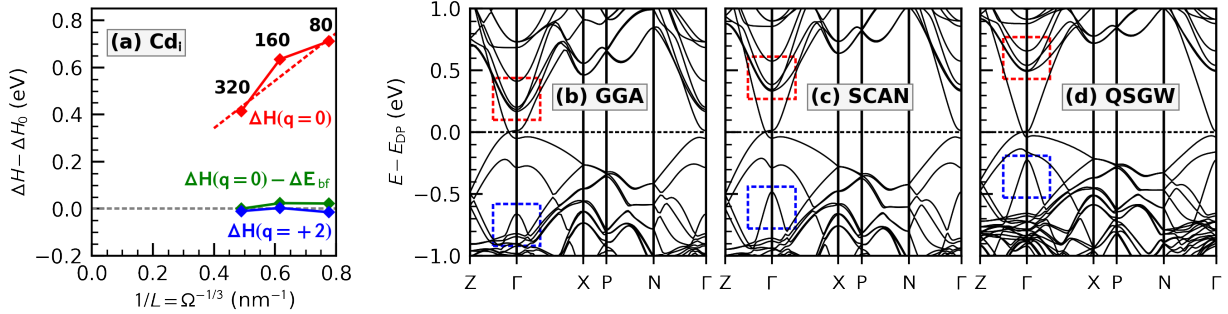 (a) Cdᵢ
80
160
320
ΔH(q=0)
ΔH(q=0) − ΔE_bf
ΔH(q=+2)
ΔH − ΔH₀ (eV)
0.8
0.6
0.4
0.2
0.0
−0.2
0.0 0.2 0.4 0.6 0.8
1/L = Ω^−1/3 (nm⁻¹)
E − E_DP (eV)
1.0
0.5
0.0
−0.5
−1.0
(b) GGA
Z Γ X P N
(c) SCAN
Z Γ X P N
(d) QSGW
Z Γ X P N Γ